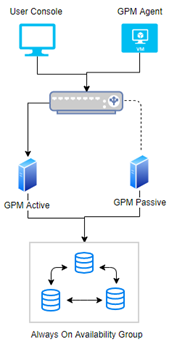 User Console
GPM Agent
VM
GPM Active
GPM Passive
Always On Availability Group